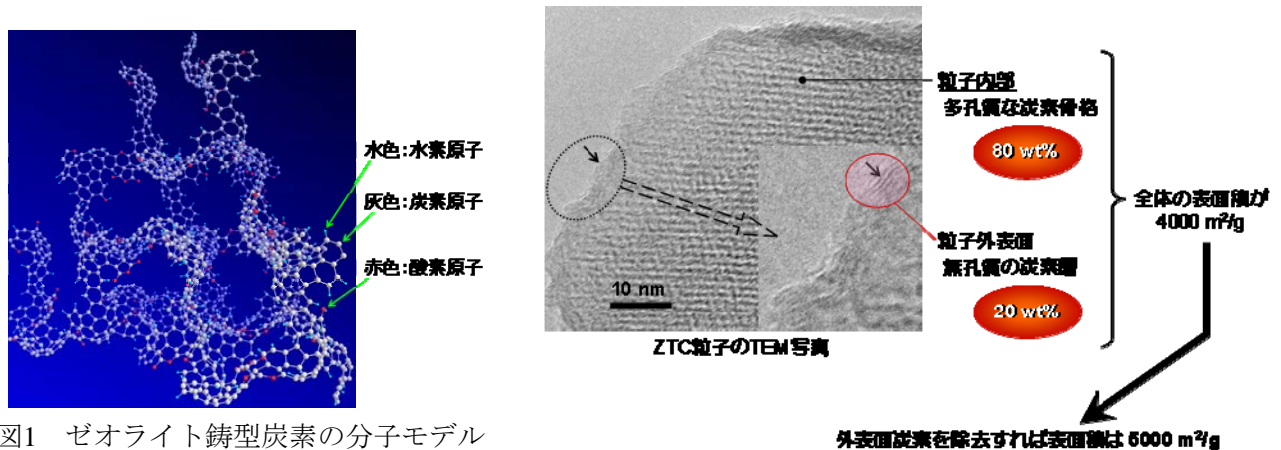 水色:水素原子
灰色:炭素原子
赤色:酸素原子
図1 ゼオライト鋳型炭素の分子モデル
10 nm
ZTC粒子のTEM写真
粒子内部
多孔質な炭素骨格
80 wt%
粒子外表面
無孔質の炭素層
20 wt%
全体の表面積が
4000 m²/g
外表面炭素を除去すれば表面積は 5000 m²/g